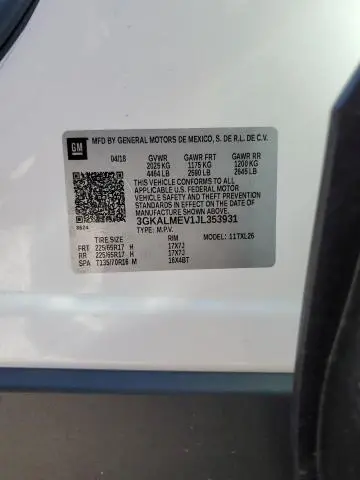 GM MFD BY GENERAL MOTORS DE MEXICO, S. DE R.L. DE C.V.
04/18 GVWR GAWR FRT GAWR RR
2025 KG 1175 KG 1200 KG
4464 LB 2590 LB 2645 LB
THIS VEHICLE CONFORMS TO ALL
APPLICABLE U.S. FEDERAL MOTOR
VEHICLE SAFETY AND THEFT PREVENTION
STANDARDS IN EFFECT ON THE DATE OF
MANUFACTURE SHOWN ABOVE.
3GKALMEV1JL353931
TYPE: M.P.V. MODEL: 11TXL26
TIRE SIZE RIM
FRT 225/65R17 H 17X7J
RR 225/65R17 H 17X7J
SPA T135/70R16 M 16X4BT